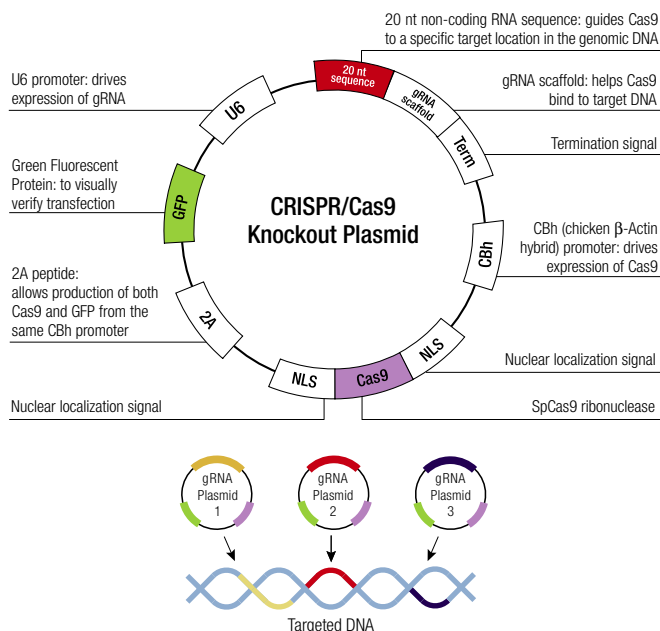 20 nt non-coding RNA sequence: guides Cas9
to a specific target location in the genomic DNA
U6 promoter: drives
expression of gRNA
20 nt
sequence
gRNA
scaffold
gRNA scaffold: helps Cas9
bind to target DNA
U6
Term
Termination signal
Green Fluorescent
Protein: to visually
verify transfection
GFP
CRISPR/Cas9
Knockout Plasmid
CBh
CBh (chicken β-Actin
hybrid) promoter: drives
expression of Cas9
2A peptide:
allows production of both
Cas9 and GFP from the
same CBh promoter
2A
NLS
Cas9
NLS
Nuclear localization signal
Nuclear localization signal
SpCas9 ribonuclease
gRNA
Plasmid
1
gRNA
Plasmid
2
gRNA
Plasmid
3
Targeted DNA